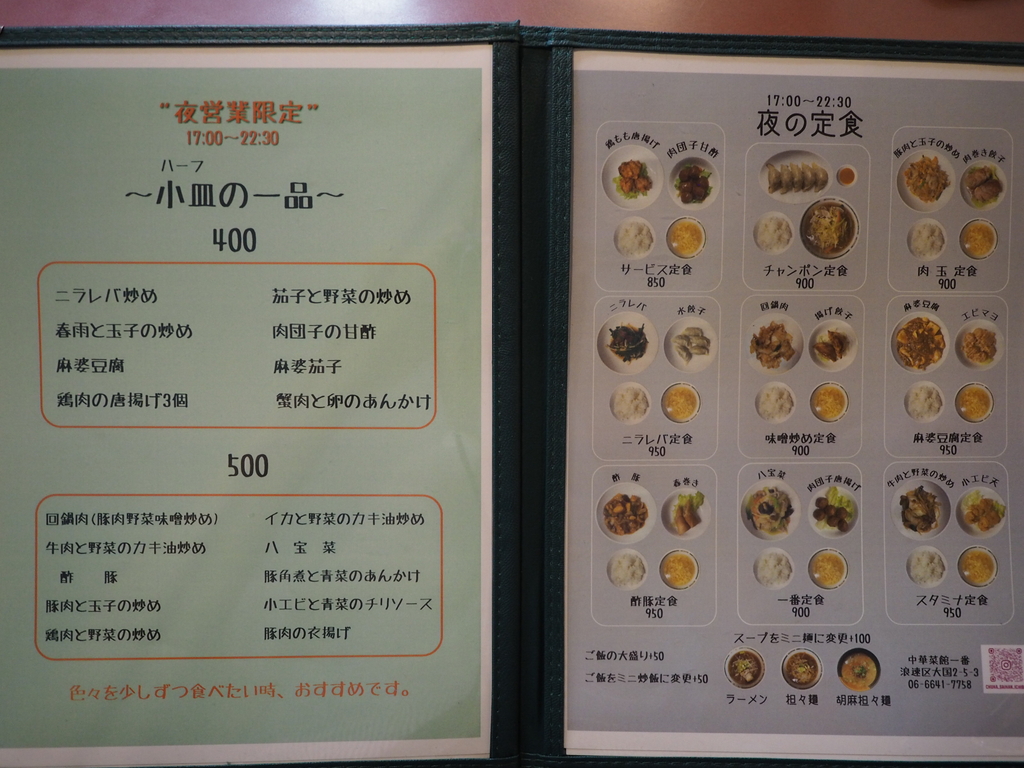 "夜営業限定"
17:00～22:30
ハーフ
～小皿の一品～
400
ニラレバ炒め
茄子と野菜の炒め
春雨と玉子の炒め
肉団子の甘酢
麻婆豆腐
麻婆茄子
鶏肉の唐揚げ3個
蟹肉と卵のあんかけ
500
回鍋肉(豚肉野菜味噌炒め)
イカと野菜のカキ油炒め
牛肉と野菜のカキ油炒め
八 宝 菜
酢 豚
豚角煮と青菜のあんかけ
豚肉と玉子の炒め
小エビと青菜のチリソース
鶏肉と野菜の炒め
豚肉の衣揚げ
色々を少しずつ食べたい時、おすすめです。
17:00～22:30
夜の定食
鶏もも唐揚げ 肉団子甘酢
サービス定食
850
チャンポン定食
900
豚肉と玉子の炒め 肉巻き餃子
肉 玉 定食
900
ニラレバ 水餃子
ニラレバ定食
950
回鍋肉 揚げ餃子
味噌炒め定食
900
麻婆豆腐 エビマヨ
麻婆豆腐定食
950
酢豚 春巻き
酢豚定食
950
八宝菜 肉団子唐揚げ
一番定食
900
牛肉と野菜の炒め 小エビ天
スタミナ定食
950
スープをミニ麺に変更+100
ご飯の大盛り+50
ご飯をミニ炒飯に変更+50
ラーメン 担々麺 胡麻担々麺
中華菜館一番
浪速区大国2-5-3
06-6641-7758